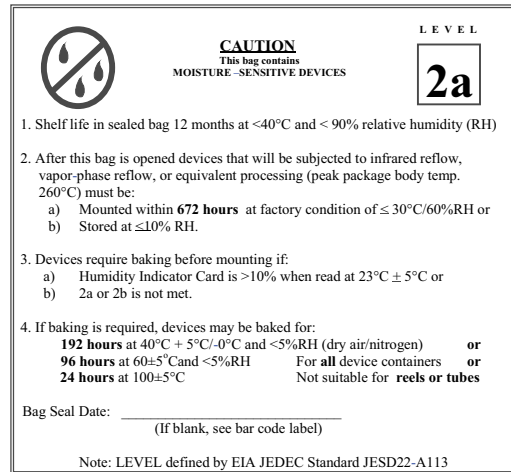 LEVEL
CAUTION
This bag contains
MOISTURE –SENSITIVE DEVICES
2a
1. Shelf life in sealed bag 12 months at <40°C and < 90% relative humidity (RH)
2. After this bag is opened devices that will be subjected to infrared reflow,
vapor-phase reflow, or equivalent processing (peak package body temp.
260°C) must be:
a) Mounted within 672 hours at factory condition of ≤ 30°C/60%RH or
b) Stored at ≤10% RH.
3. Devices require baking before mounting if:
a) Humidity Indicator Card is >10% when read at 23°C ± 5°C or
b) 2a or 2b is not met.
4. If baking is required, devices may be baked for:
192 hours at 40°C + 5°C/-0°C and <5%RH (dry air/nitrogen) or
96 hours at 60±5°Cand <5%RH For all device containers or
24 hours at 100±5°C Not suitable for reels or tubes
Bag Seal Date: ________________________________
(If blank, see bar code label)
Note: LEVEL defined by EIA JEDEC Standard JESD22-A113